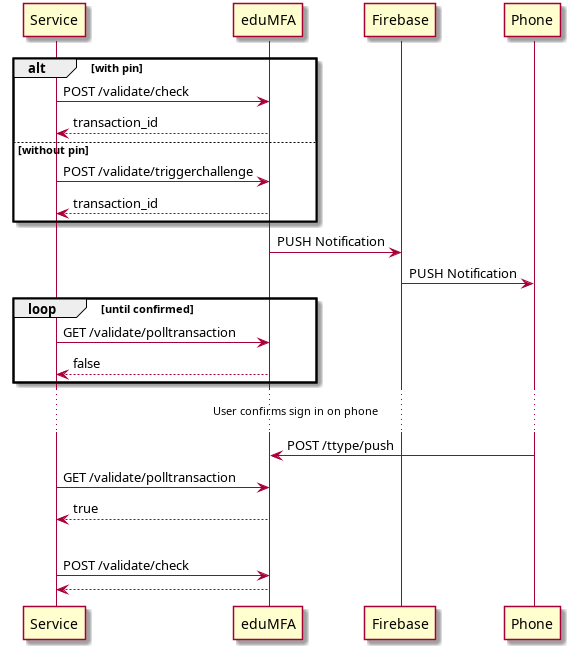 Service eduMFA Firebase Phone
alt [with pin]
POST /validate/check
transaction_id
[without pin]
POST /validate/triggerchallenge
transaction_id
PUSH Notification
PUSH Notification
loop [until confirmed]
GET /validate/polltransaction
false
User confirms sign in on phone
POST /ttype/push
GET /validate/polltransaction
true
POST /validate/check
Service eduMFA Firebase Phone